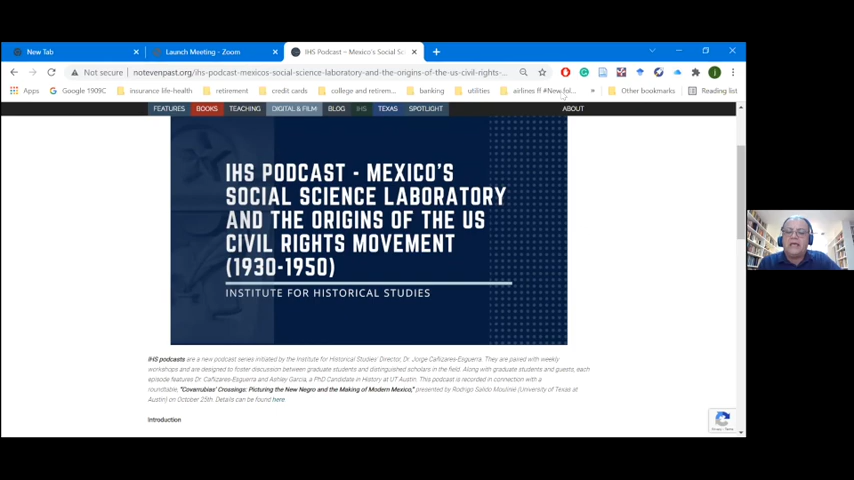 New Tab
Launch Meeting - Zoom
IHS Podcast – Mexico's Social Sc
Not secure
notevenpast.org/ihs-podcast-mexicos-social-science-laboratory-and-the-origins-of-the-us-civil-rights-...
Apps
Google 1909C
insurance life-health
retirement
credit cards
college and retirem...
banking
utilities
airlines ff #New fol...
»
Other bookmarks
Reading list
FEATURES BOOKS TEACHING DIGITAL & FILM BLOG IHS TEXAS SPOTLIGHT ABOUT
IHS PODCAST - MEXICO'S
SOCIAL SCIENCE LABORATORY
AND THE ORIGINS OF THE US
CIVIL RIGHTS MOVEMENT
(1930-1950)
INSTITUTE FOR HISTORICAL STUDIES
IHS podcasts are a new podcast series initiated by the Institute for Historical Studies' Director, Dr. Jorge Cañizares-Esguerra. They are paired with weekly
workshops and are designed to foster discussion between graduate students and distinguished scholars in the field. Along with graduate students and guests, each
episode features Dr. Cañizares-Esguerra and Ashley Garcia, a PhD Candidate in History at UT Austin. This podcast is recorded in connection with a
roundtable, "Covarrubias' Crossings: Picturing the New Negro and the Making of Modern Mexico," presented by Rodrigo Salido Moulinié (University of Texas at
Austin) on October 25th. Details can be found here.
Introduction